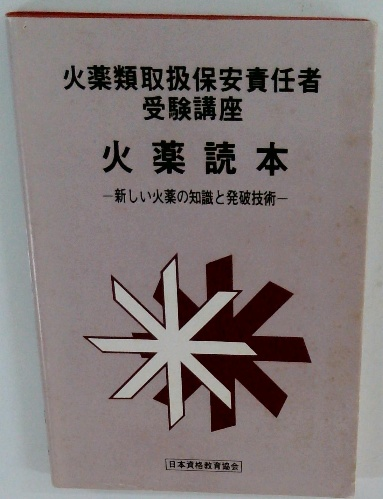 火薬類取扱保安責任者
受験講座
火薬読本
—新しい火薬の知識と発破技術—
日本資格教育協会